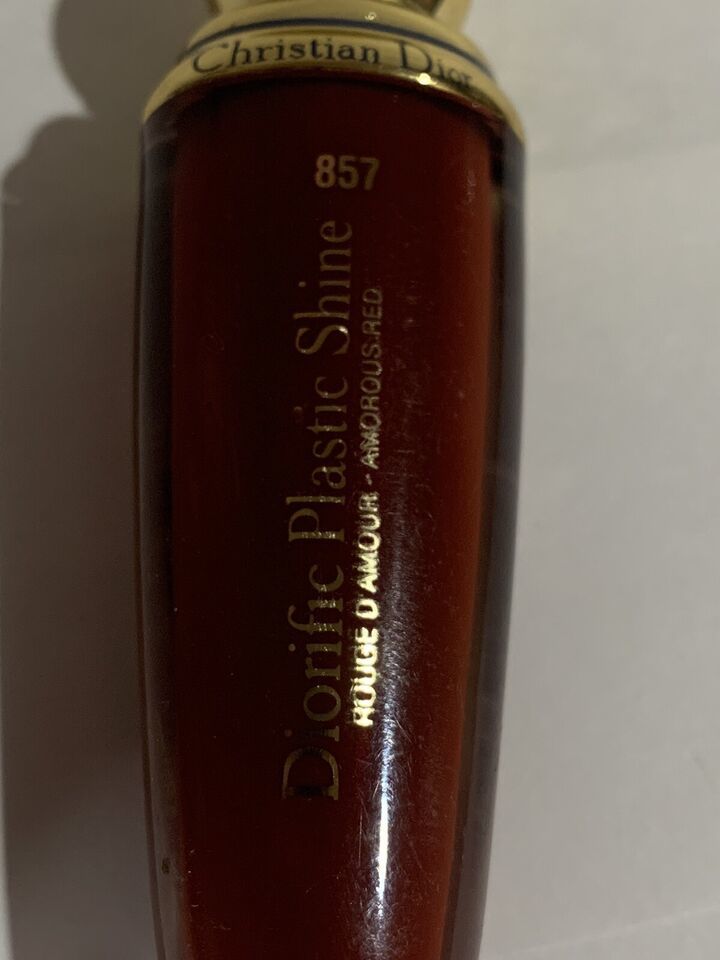 Christian Dior
857
Diorific Plastic Shine
ROUGE D'AMOUR - AMOROUS RED